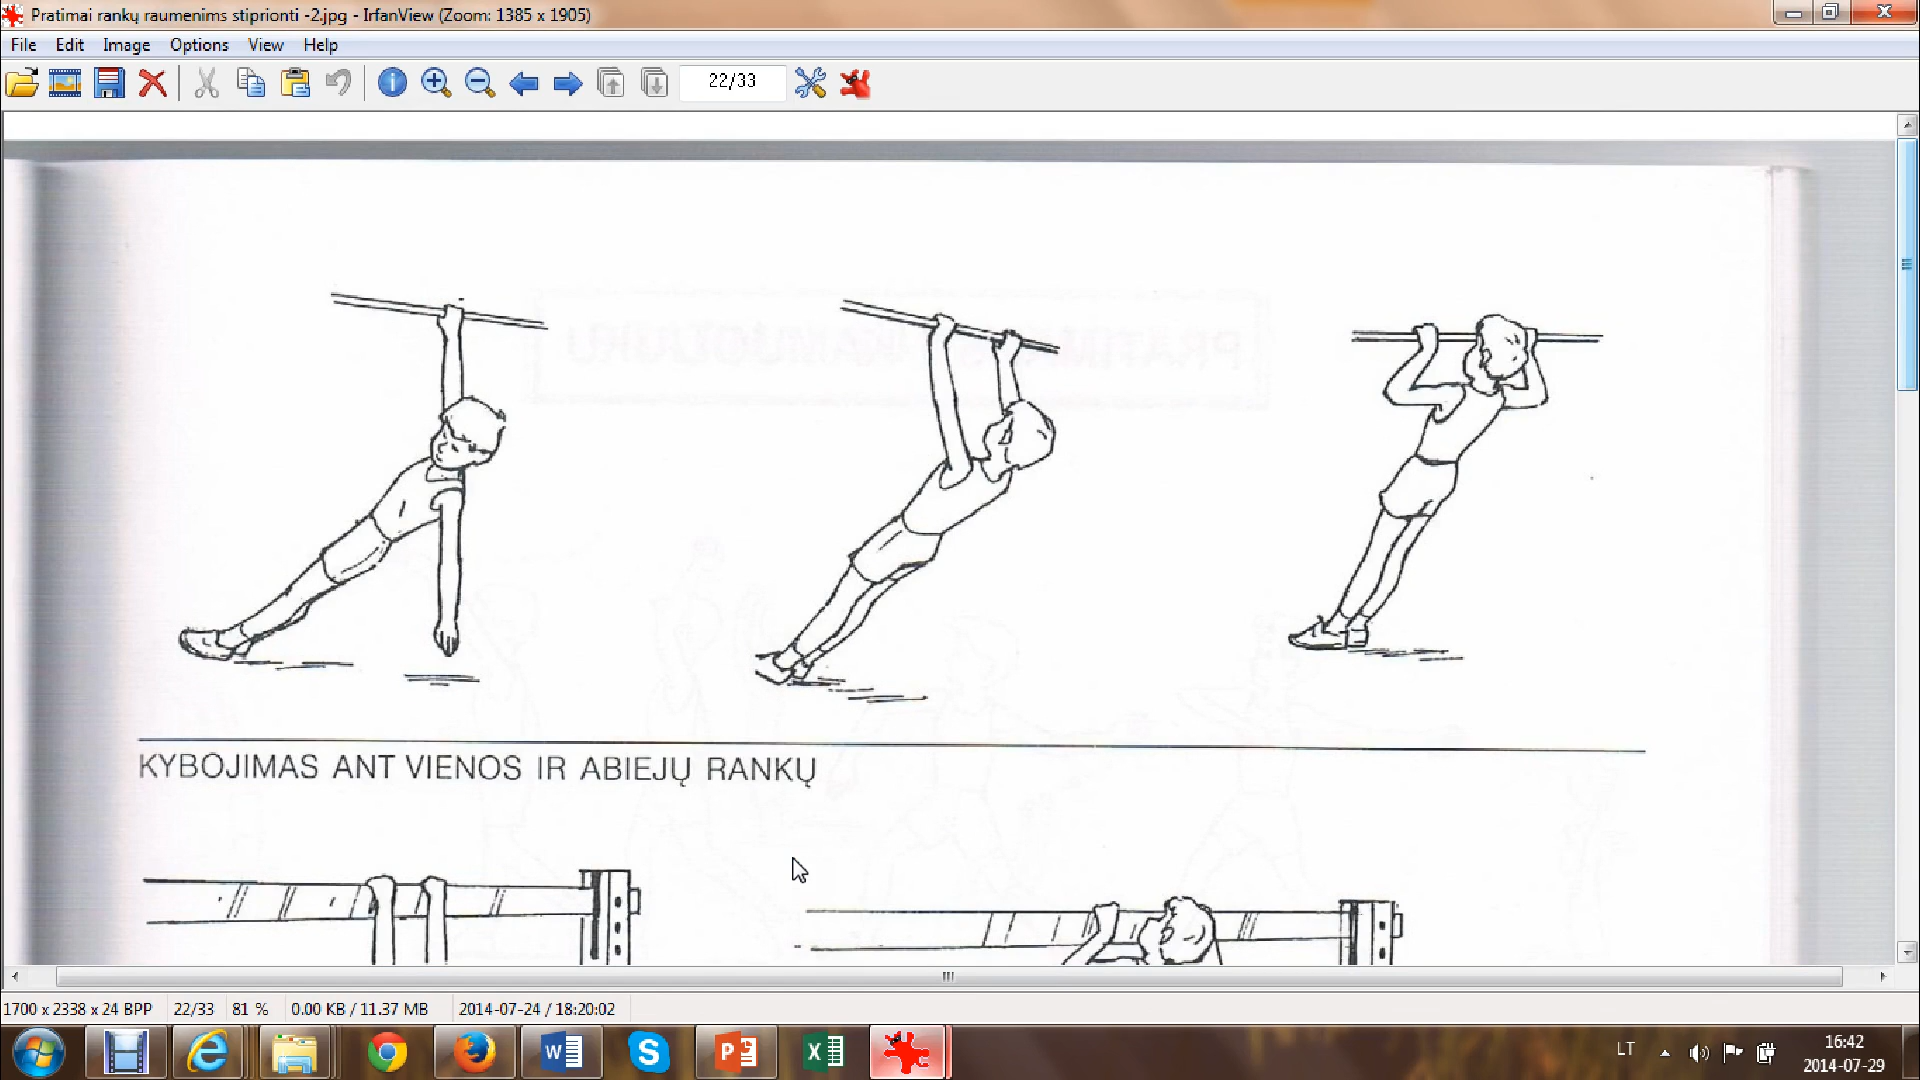 Pratimai rankų raumenims stiprionti -2.jpg - IrfanView (Zoom: 1385 x 1905)
File Edit Image Options View Help
22/33
KYBOJIMAS ANT VIENOS IR ABIEJŲ RANKŲ
1700 x 2338 x 24 BPP 22/33 81 % 0.00 KB / 11.37 MB 2014-07-24 / 18:20:02
LT 16:42
2014-07-29